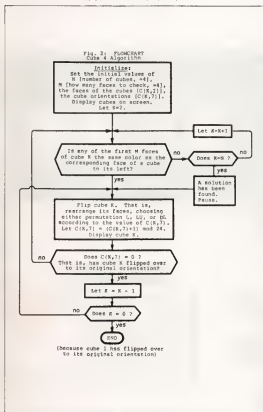 Fig. 2: FLOWCHART
Cube 4 Algorithm
Initialize:
Set the initial value of
N [number of cubes, =4],
M [how many faces to check, =4],
the faces of the cubes [C(K,I)],
the cube orientations [C(K,7)].
Display cubes on screen.
Let K=2.
Let K=K+1
Is any of the first M faces
of cube K the same color as the
corresponding face of a cube
to its left?
no
Does K=N ?
no
yes
yes
A solution
has been
found.
Pause.
Flip cube K. That is,
rearrange its faces, choosing
either permutation L, LU, or
according to the value of C(K,7).
Let C(K,7) = (C(K,7)+1) mod 24.
Display cube K.
no
Does C(K,7) = 0 ?
That is, has cube K flipped over
to its original orientation?
yes
Let K = K - 1
no
Does K = 0 ?
yes
END
(because cube 1 has flipped over
to its original orientation)